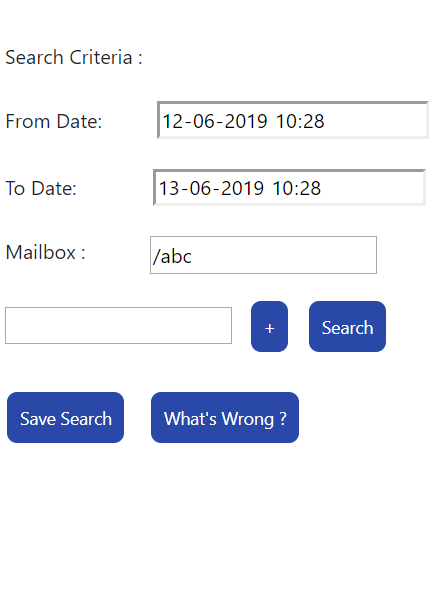 Search Criteria :
From Date: 12-06-2019 10:28
To Date: 13-06-2019 10:28
Mailbox : /abc
+ Search
Save Search What's Wrong ?